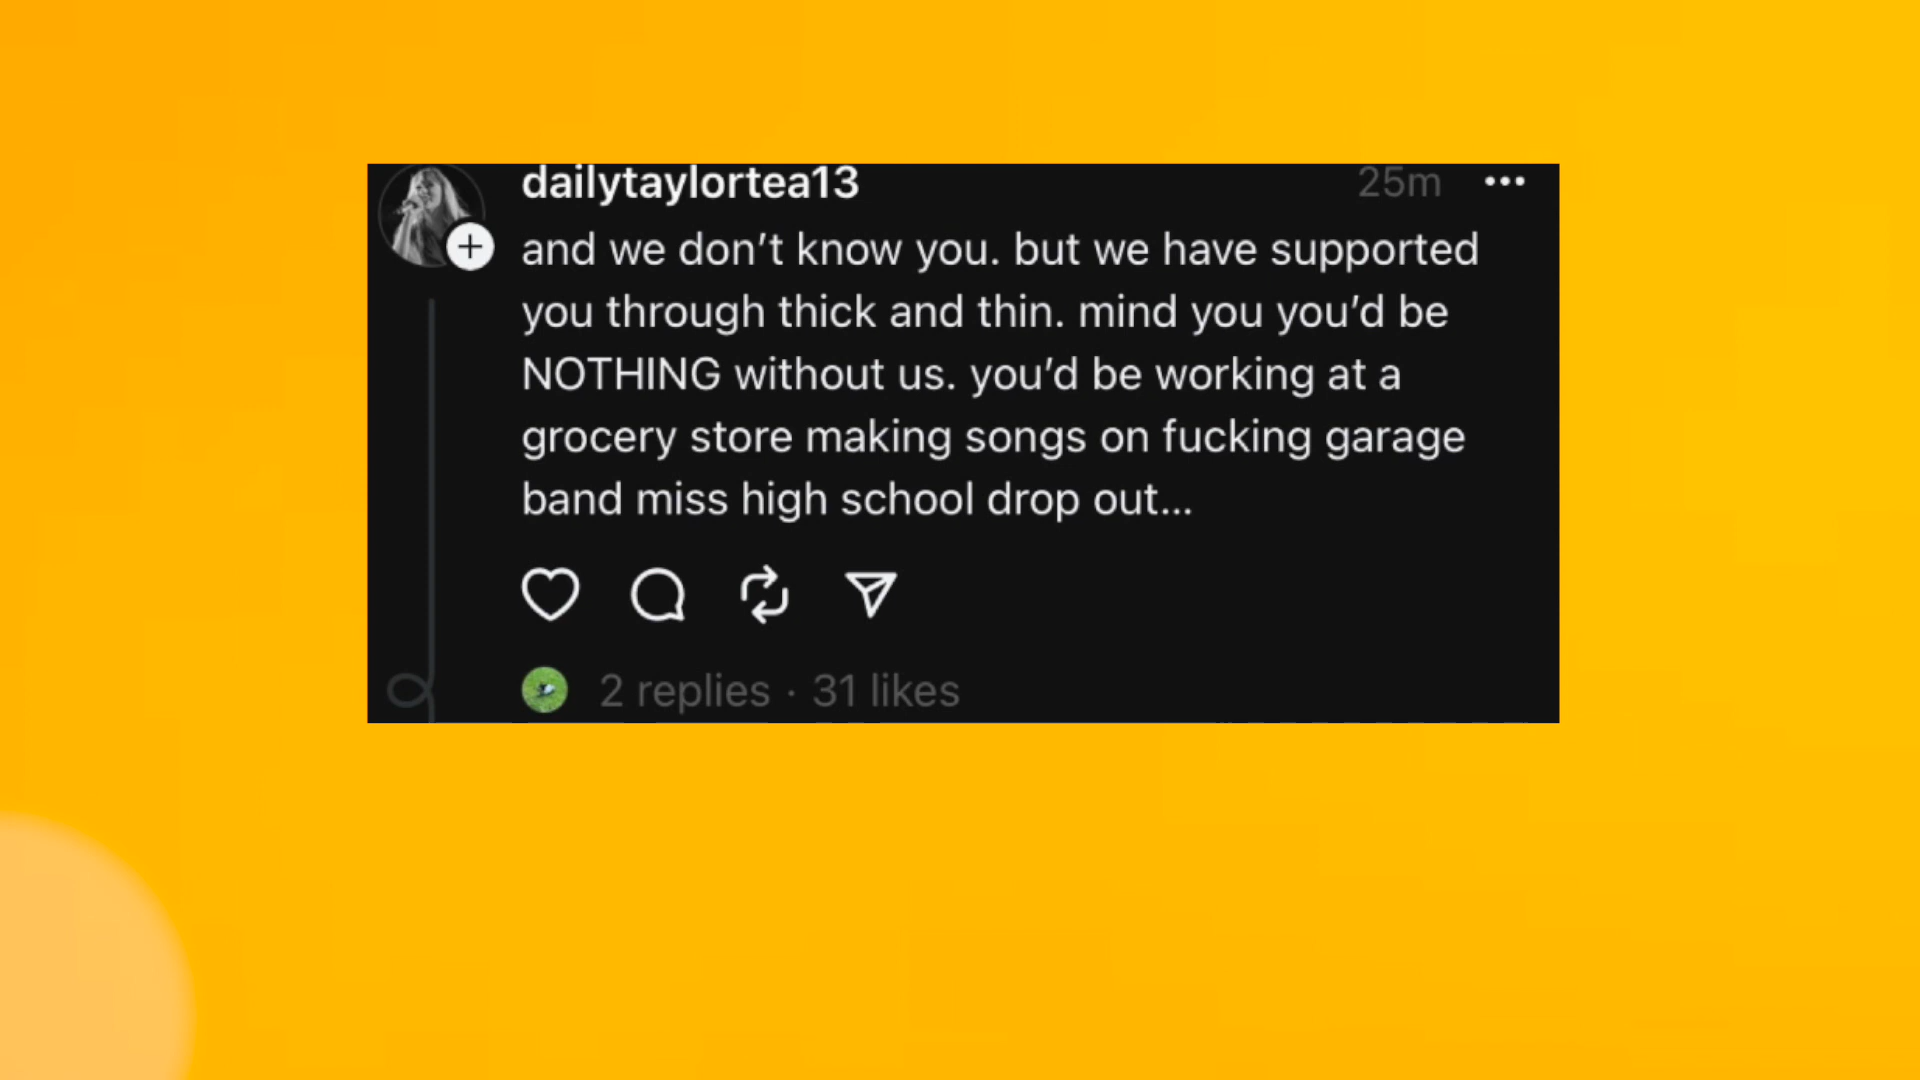 dailytaylortea13 25m
and we don’t know you. but we have supported
you through thick and thin. mind you you’d be
NOTHING without us. you’d be working at a
grocery store making songs on fucking garage
band miss high school drop out...
2 replies · 31 likes